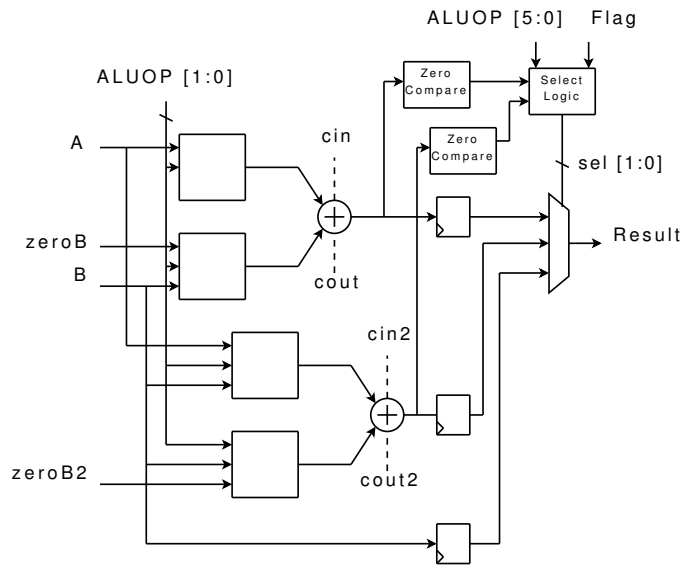 ALUOP [5:0] Flag
Zero
Compare
Select
Logic
ALUOP [1:0]
A
cin
Zero
Compare
sel [1:0]
zeroB
Result
B
cout
cin2
zeroB2
cout2